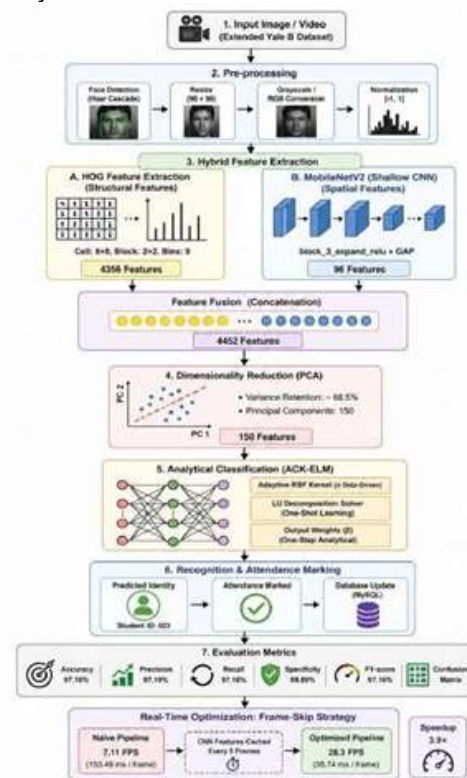 1. Input Image / Video
(Extended Yale B Dataset)
2. Pre-processing
Face Detection
(Haar Cascade)
Resize
(96 × 96)
Grayscale /
RGB Conversion
Normalization
[-1, 1]
3. Hybrid Feature Extraction
A. HOG Feature Extraction
(Structural Features)
Cell: 8×8, Block: 2×2, Bins: 9
4356 Features
B. MobileNetV2 (Shallow CNN)
(Spatial Features)
block_3_expand_relu + GAP
96 Features
Feature Fusion (Concatenation)
4452 Features
4. Dimensionality Reduction (PCA)
PC 2
PC 1
• Variance Retention: ~ 68.5%
• Principal Components: 150
150 Features
5. Analytical Classification (ACK-ELM)
Adaptive RBF Kernel (σ Data-Driven)
LU Decomposition Solver
(One-Shot Learning)
Output Weights (β)
(One-Step Analytical)
6. Recognition & Attendance Marking
Predicted Identity
Student ID: 023
Attendance Marked
Database Update
(MySQL)
7. Evaluation Metrics
Accuracy
97.16%
Precision
97.19%
Recall
97.16%
Specificity
99.89%
F1-score
97.16%
Confusion
Matrix
Real-Time Optimization: Frame-Skip Strategy
Naive Pipeline
7.11 FPS
ms / frame)
CNN Features Cached
Every 5 Frames
Optimized Pipeline
28.3 FPS
ms / frame)
Speedup
3.9×